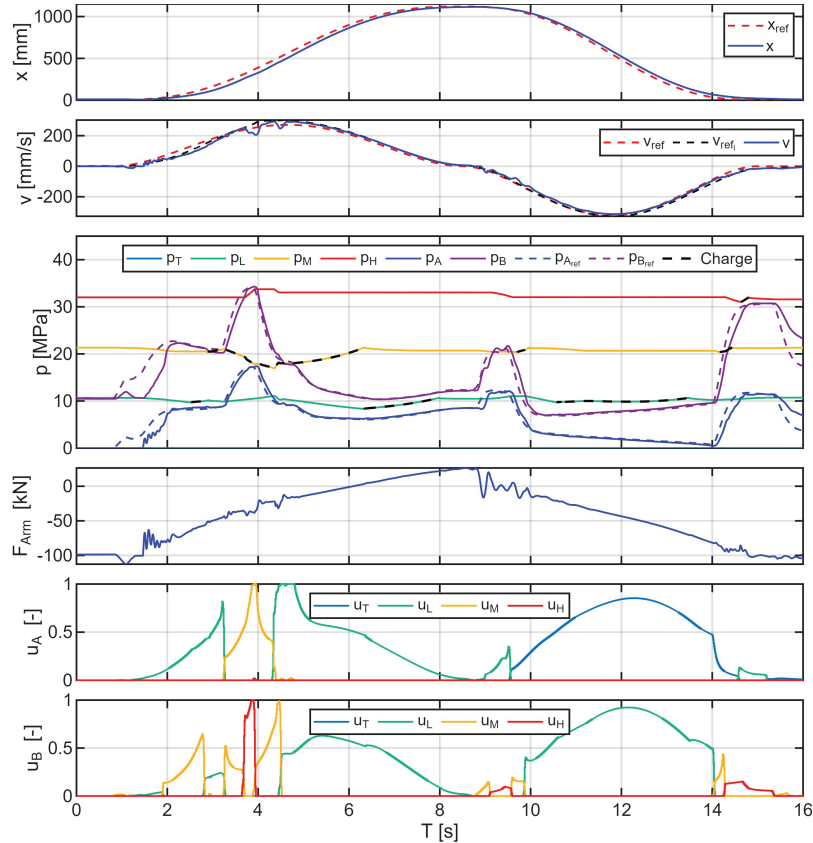 1000
500
0
x [mm]
x_ref
x
200
0
-200
v [mm/s]
v_ref v_ref_i v
40
30
20
10
0
p [MPa]
p_T p_L p_M p_H p_A p_B p_A_ref p_B_ref Charge
0
-50
-100
F_Arm [kN]
1
0.5
0
u_A [-]
u_T u_L u_M u_H
1
0.5
0
u_B [-]
u_T u_L u_M u_H
0 2 4 6 8 10 12 14 16
T [s]